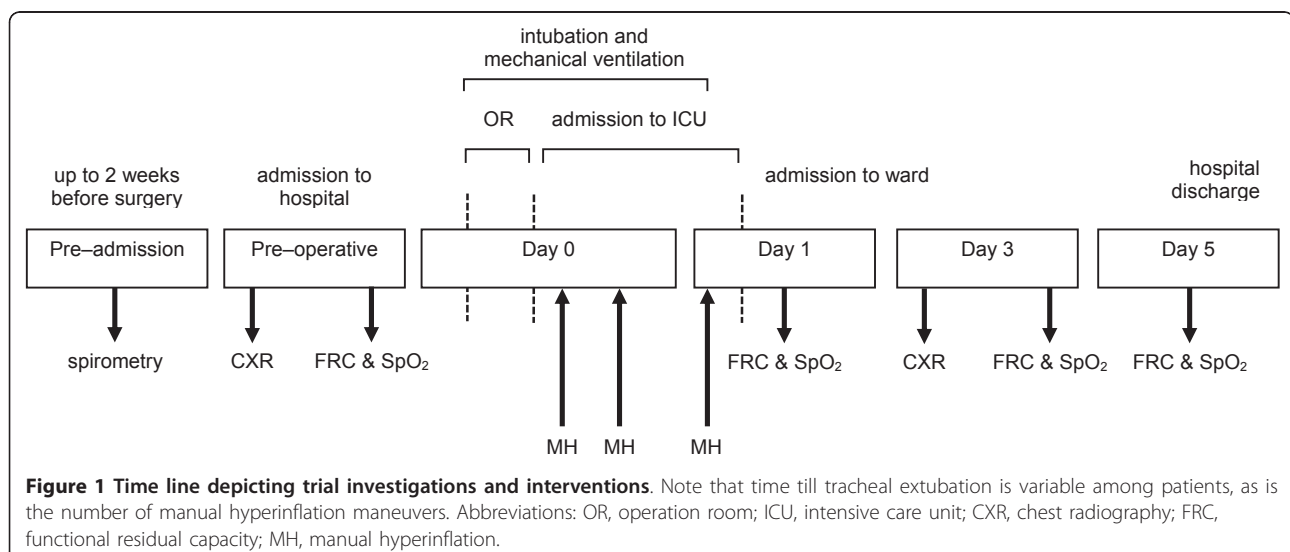 intubation and
mechanical ventilation
OR
admission to ICU
up to 2 weeks
before surgery
admission to
hospital
admission to ward
hospital
discharge
Pre–admission
Pre–operative
Day 0
Day 1
Day 3
Day 5
spirometry
CXR
FRC & SpO₂
FRC & SpO₂
CXR
FRC & SpO₂
FRC & SpO₂
MH
MH
MH
Figure 1 Time line depicting trial investigations and interventions. Note that time till tracheal extubation is variable among patients, as is
the number of manual hyperinflation maneuvers. Abbreviations: OR, operation room; ICU, intensive care unit; CXR, chest radiography; FRC,
functional residual capacity; MH, manual hyperinflation.